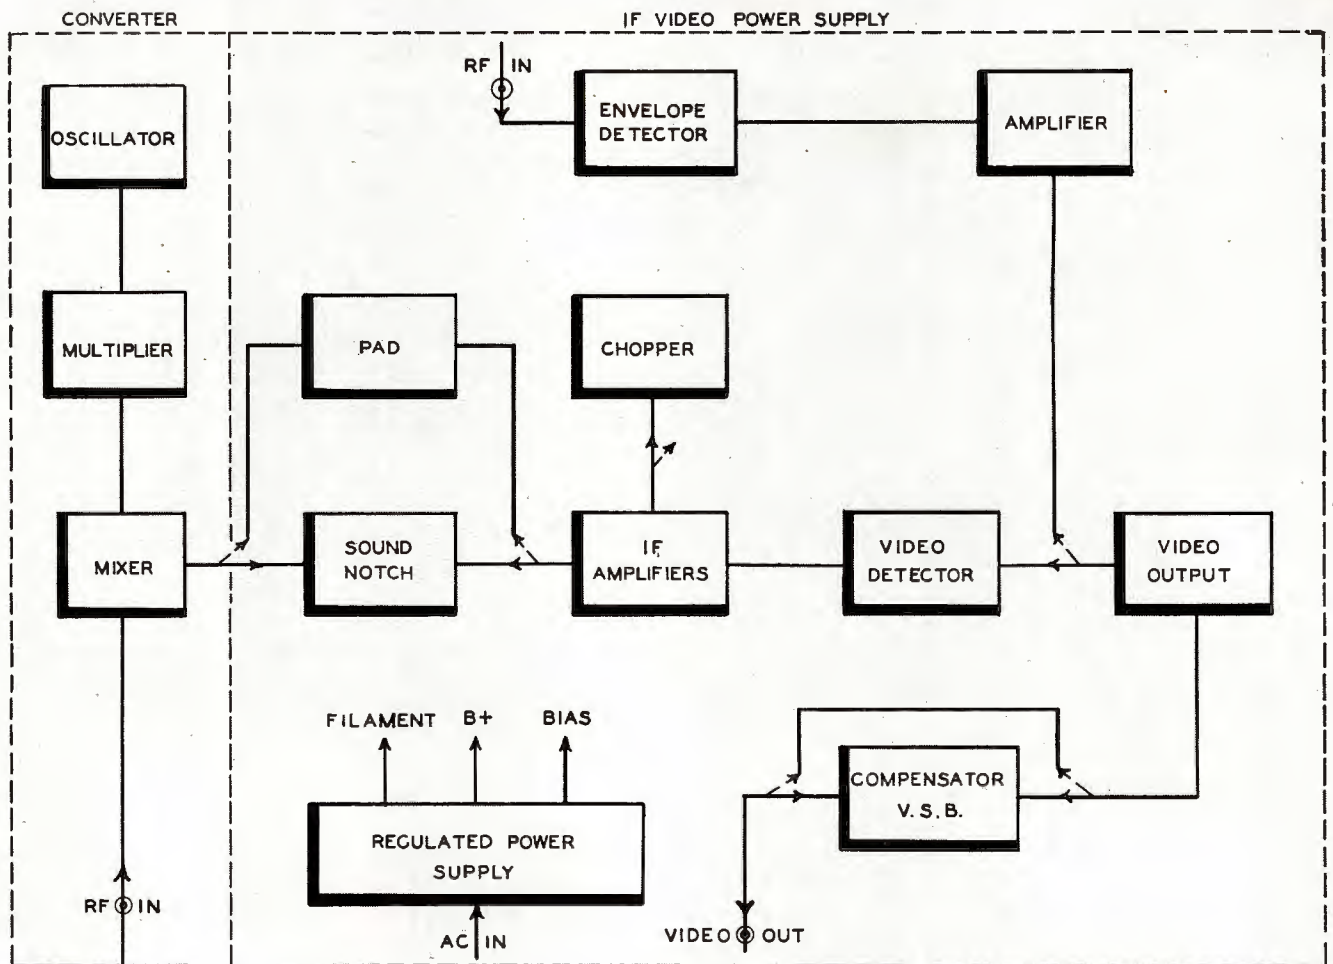 CONVERTER
IF VIDEO POWER SUPPLY
RF IN
OSCILLATOR
ENVELOPE
DETECTOR
AMPLIFIER
MULTIPLIER
PAD
CHOPPER
MIXER
SOUND
NOTCH
IF
AMPLIFIERS
VIDEO
DETECTOR
VIDEO
OUTPUT
FILAMENT
B+
BIAS
COMPENSATOR
V.S.B.
REGULATED POWER
SUPPLY
RF IN
AC IN
VIDEO OUT